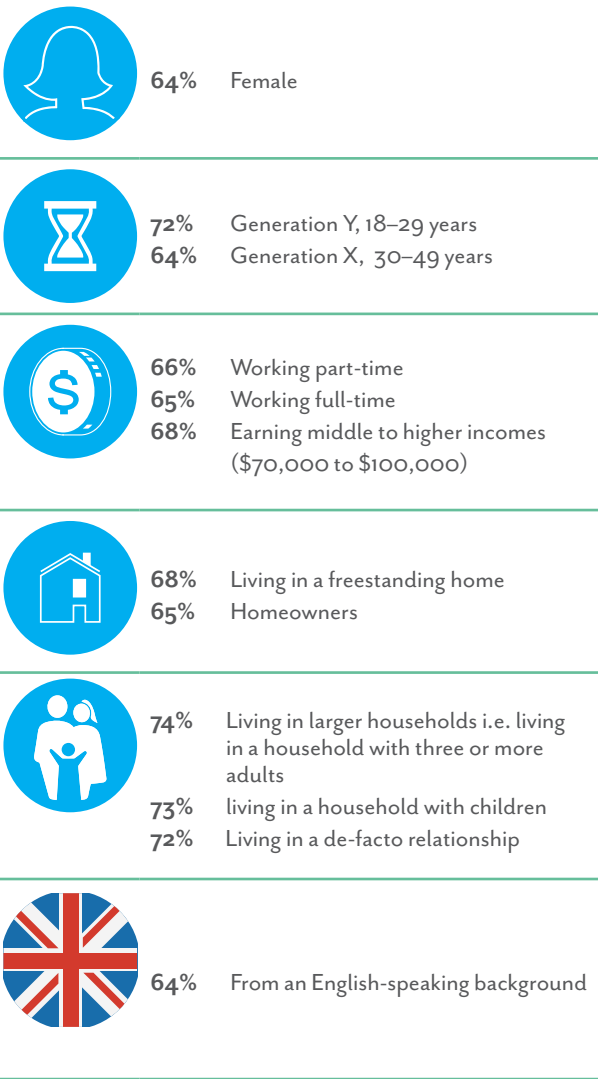 64% Female
72% Generation Y, 18–29 years
64% Generation X, 30–49 years
$
66% Working part-time
65% Working full-time
68% Earning middle to higher incomes
($70,000 to $100,000)
68% Living in a freestanding home
65% Homeowners
74% Living in larger households i.e. living
in a household with three or more
adults
73% living in a household with children
72% Living in a de-facto relationship
64% From an English-speaking background